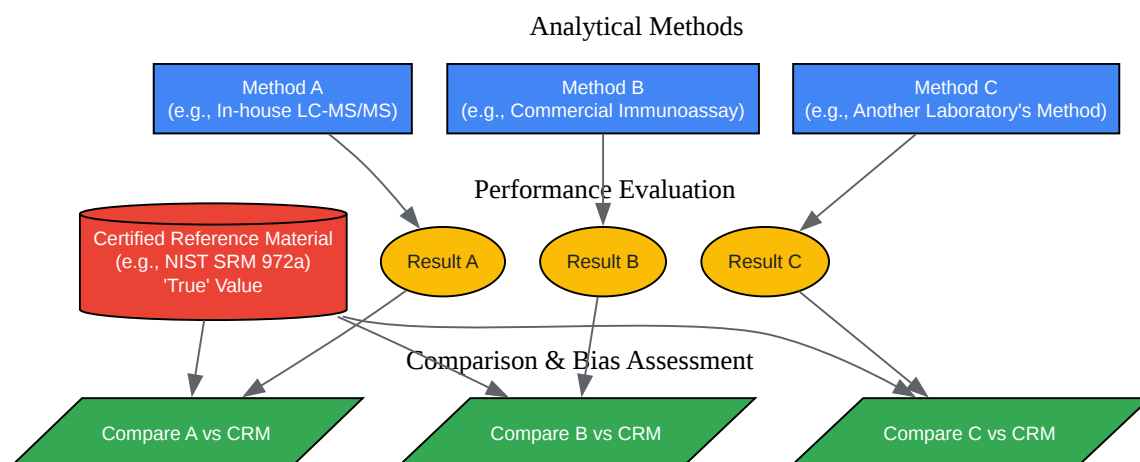 Analytical Methods
Method A
(e.g., In-house LC-MS/MS)
Method B
(e.g., Commercial Immunoassay)
Method C
(e.g., Another Laboratory's Method)
Performance Evaluation
Certified Reference Material
(e.g., NIST SRM 972a)
'True' Value
Result A
Result B
Result C
Comparison & Bias Assessment
Compare A vs CRM
Compare B vs CRM
Compare C vs CRM